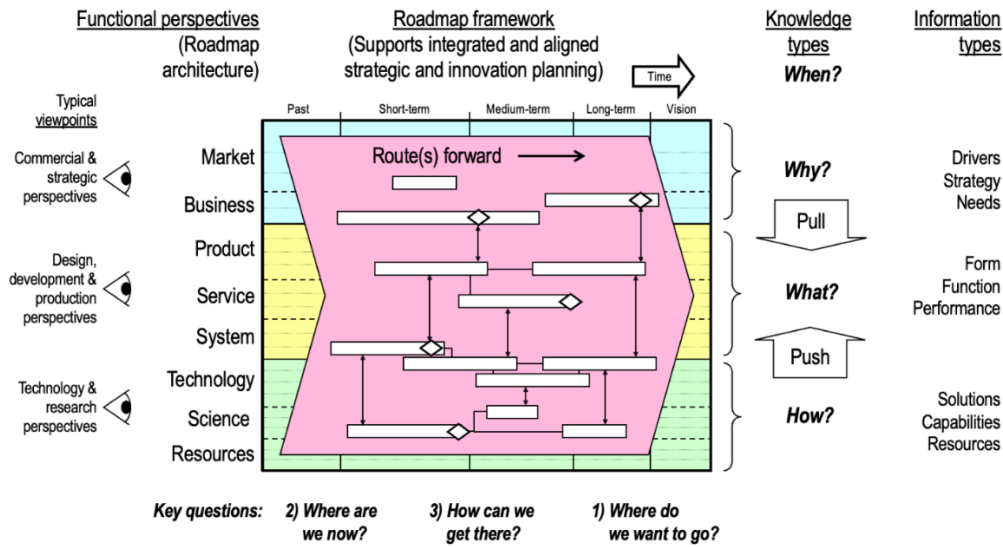 Functional perspectives
(Roadmap
architecture)
Roadmap framework
(Supports integrated and aligned
strategic and innovation planning)
Time
Knowledge
types
When?
Information
types
Past
Short-term
Medium-term
Long-term
Vision
Typical
viewpoints
Commercial &
strategic
perspectives
Market
Business
Route(s) forward
Why?
Drivers
Strategy
Needs
Pull
Design,
development &
production
perspectives
Product
Service
System
What?
Form
Function
Performance
Push
Technology &
research
perspectives
Technology
Science
Resources
How?
Solutions
Capabilities
Resources
Key questions:
2) Where are
we now?
3) How can we
get there?
1) Where do
we want to go?